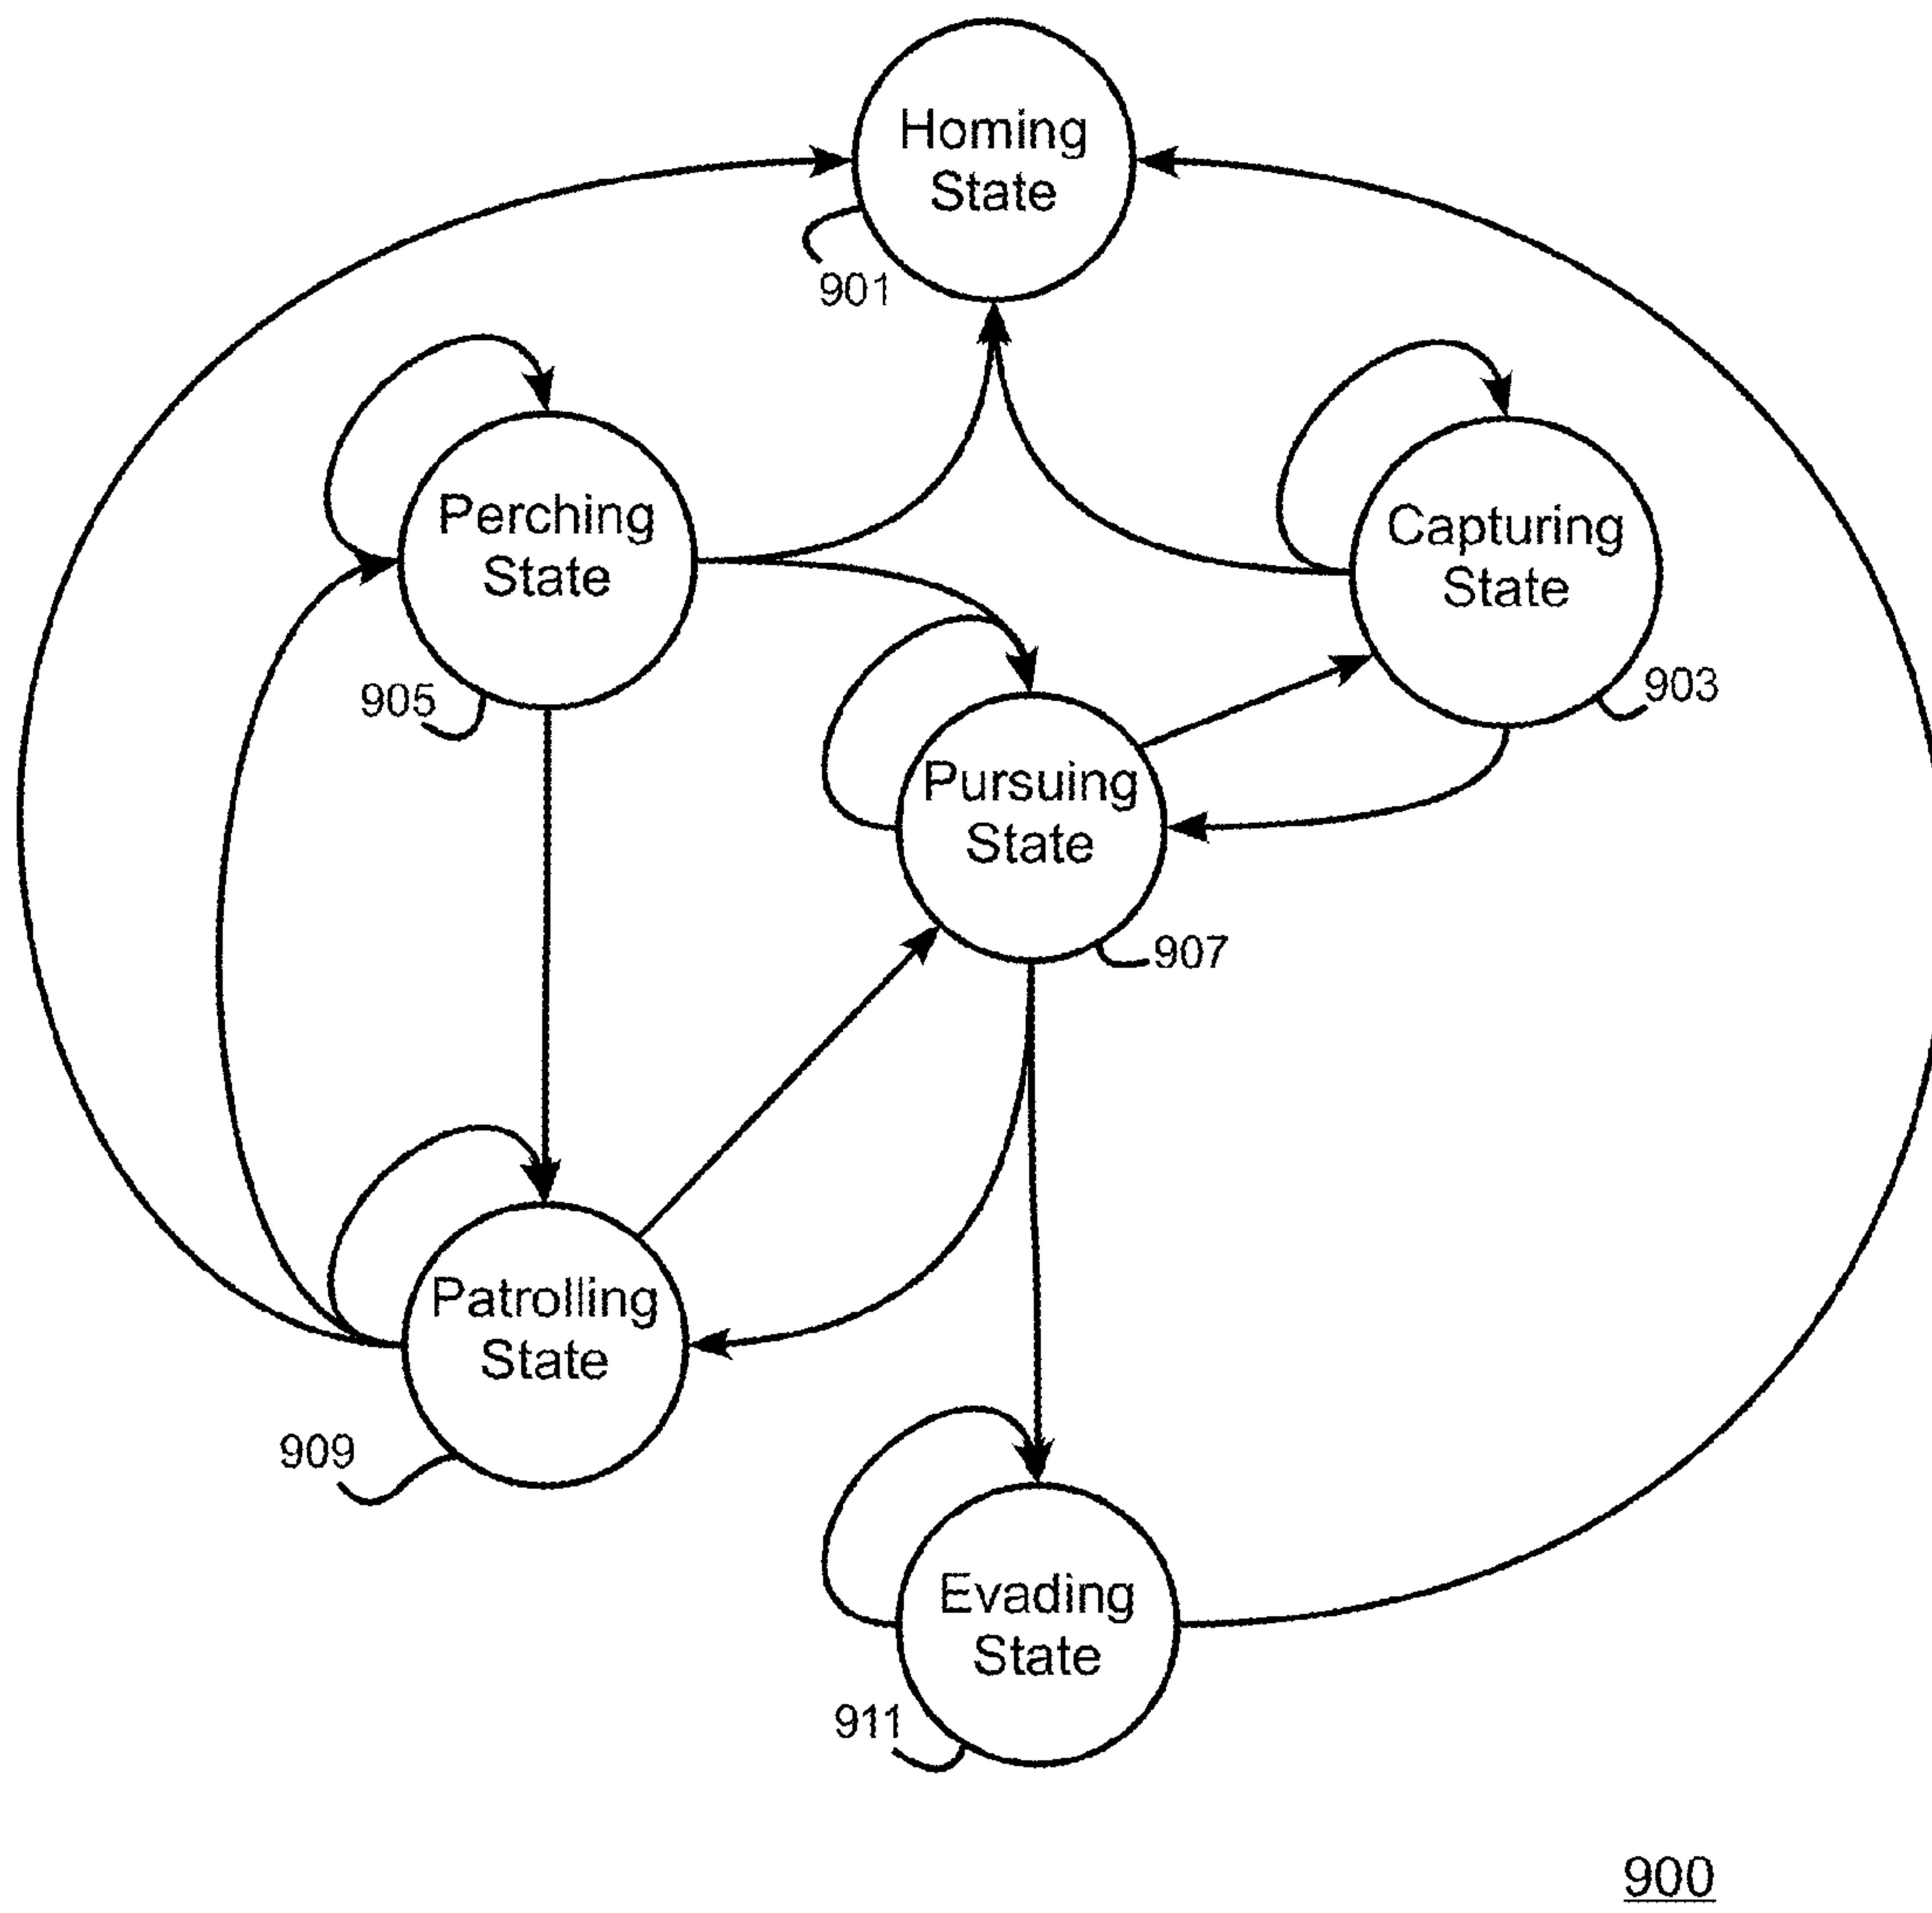 Homing
State
901
Perching
State
905
Capturing
State
903
Pursuing
State
907
Patrolling
State
909
Evading
State
911
900